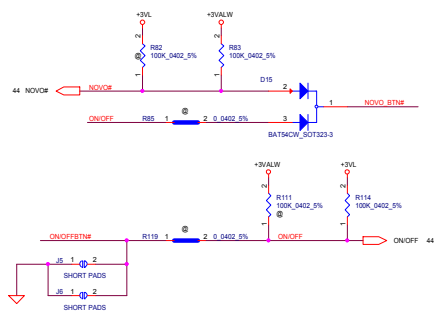 +3VL
+3VALW
2
2
R82
100K_0402_5%
@
R83
100K_0402_5%
1
1
D15
44 NOVO#
NOVO#
2
1
NOVO_BTN#
@
ON/OFF
R85 1 2 0_0402_5%
3
BAT54CW_SOT323-3
+3VALW
+3VL
2
2
R111
100K_0402_5%
@
R114
100K_0402_5%
1
1
@
ON/OFFBTN#
R119 1 2 0_0402_5%
ON/OFF
ON/OFF 44
J5 1 2
SHORT PADS
J6 1 2
SHORT PADS